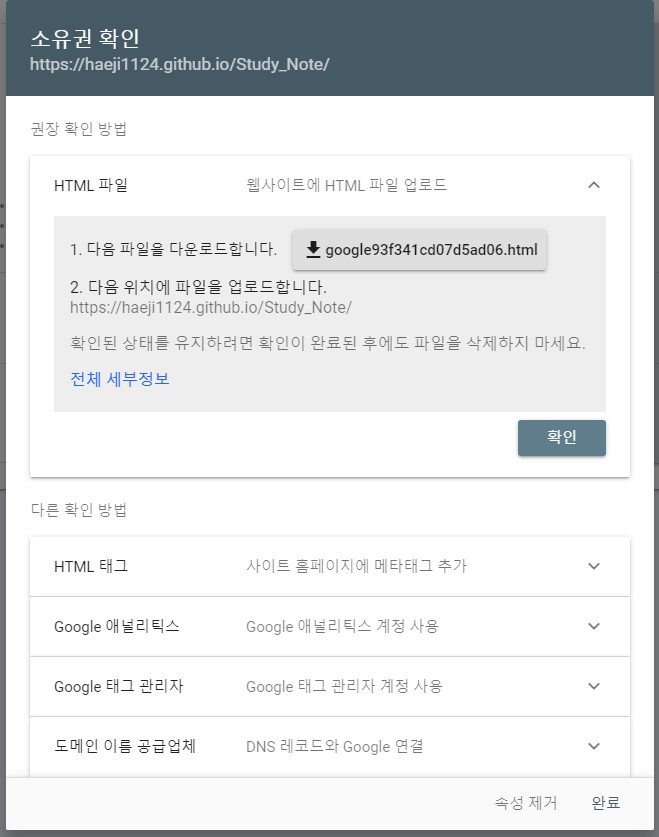 소유권 확인
https://haeji1124.github.io/Study_Note/
권장 확인 방법
HTML 파일 웹사이트에 HTML 파일 업로드
1. 다음 파일을 다운로드합니다. google93f341cd07d5ad06.html
2. 다음 위치에 파일을 업로드합니다.
https://haeji1124.github.io/Study_Note/
확인된 상태를 유지하려면 확인이 완료된 후에도 파일을 삭제하지 마세요.
전체 세부정보
확인
다른 확인 방법
HTML 태그 사이트 홈페이지에 메타태그 추가
Google 애널리틱스 Google 애널리틱스 계정 사용
Google 태그 관리자 Google 태그 관리자 계정 사용
도메인 이름 공급업체 DNS 레코드와 Google 연결
속성 제거 완료